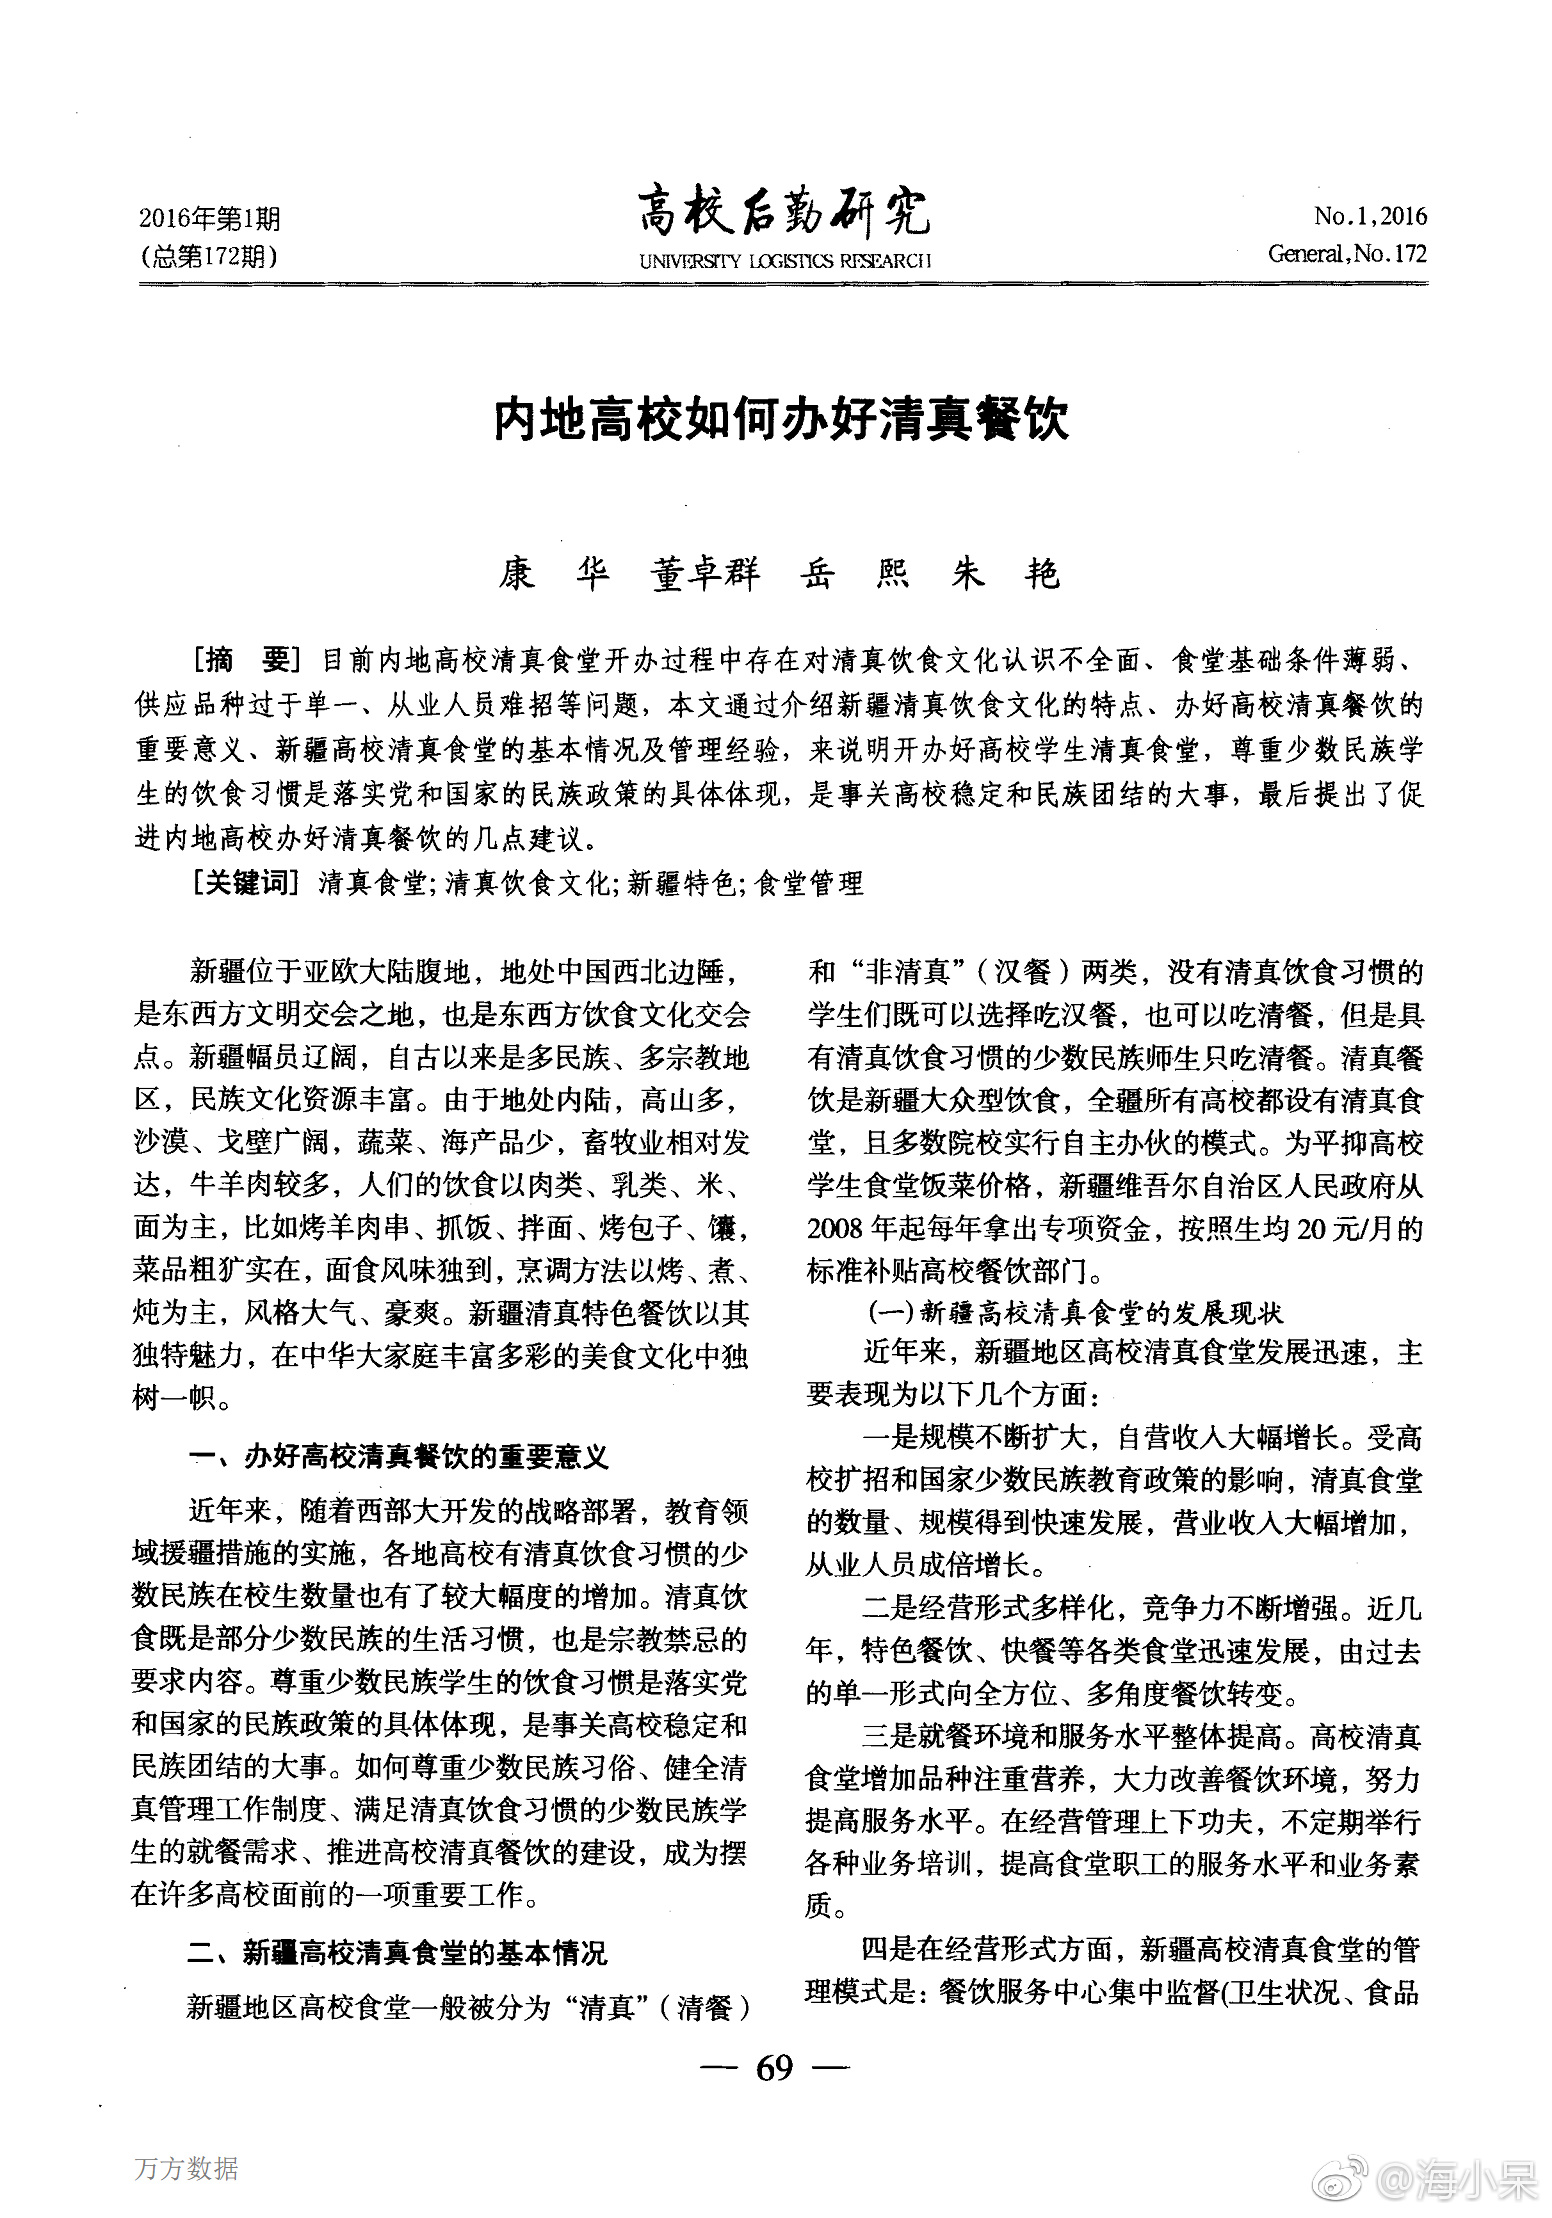 2016年第1期
(总第172期)
高校后勤研究
UNIVERSITY LOGISTICS RESEARCH
No.1,2016
General,No.172
内地高校如何办好清真餐饮
康 华 董卓群 岳 熙 朱 艳
[摘 要] 目前内地高校清真食堂开办过程中存在对清真饮食文化认识不全面、食堂基础条件薄弱、
供应品种过于单一、从业人员难招等问题，本文通过介绍新疆清真饮食文化的特点、办好高校清真餐饮的
重要意义、新疆高校清真食堂的基本情况及管理经验，来说明开办好高校学生清真食堂，尊重少数民族学
生的饮食习惯是落实党和国家的民族政策的具体体现，是事关高校稳定和民族团结的大事，最后提出了促
进内地高校办好清真餐饮的几点建议。
[关键词] 清真食堂；清真饮食文化；新疆特色；食堂管理
新疆位于亚欧大陆腹地，地处中国西北边陲，
是东西方文明交会之地，也是东西方饮食文化交会
点。新疆幅员辽阔，自古以来是多民族、多宗教地
区，民族文化资源丰富。由于地处内陆，高山多，
沙漠、戈壁广阔，蔬菜、海产品少，畜牧业相对发
达，牛羊肉较多，人们的饮食以肉类、乳类、米、
面为主，比如烤羊肉串、抓饭、拌面、烤包子、馕，
菜品粗犷实在，面食风味独到，烹调方法以烤、煮、
炖为主，风格大气、豪爽。新疆清真特色餐饮以其
独特魅力，在中华大家庭丰富多彩的美食文化中独
树一帜。
一、办好高校清真餐饮的重要意义
近年来，随着西部大开发的战略部署，教育领
域援疆措施的实施，各地高校有清真饮食习惯的少
数民族在校生数量也有了较大幅度的增加。清真饮
食既是部分少数民族的生活习惯，也是宗教禁忌的
要求内容。尊重少数民族学生的饮食习惯是落实党
和国家的民族政策的具体体现，是事关高校稳定和
民族团结的大事。如何尊重少数民族习俗、健全清
真管理工作制度、满足清真饮食习惯的少数民族学
生的就餐需求、推进高校清真餐饮的建设，成为摆
在许多高校面前的一项重要工作。
二、新疆高校清真食堂的基本情况
新疆地区高校食堂一般被分为“清真”（清餐）
和“非清真”（汉餐）两类，没有清真饮食习惯的
学生们既可以选择吃汉餐，也可以吃清餐，但是具
有清真饮食习惯的少数民族师生只吃清餐。清真餐
饮是新疆大众型饮食，全疆所有高校都设有清真食
堂，且多数院校实行自主办伙的模式。为平抑高校
学生食堂饭菜价格，新疆维吾尔自治区人民政府从
2008年起每年拿出专项资金，按照生均20元/月的
标准补贴高校餐饮部门。
(一)新疆高校清真食堂的发展现状
近年来，新疆地区高校清真食堂发展迅速，主
要表现为以下几个方面：
一是规模不断扩大，自营收入大幅增长。受高
校扩招和国家少数民族教育政策的影响，清真食堂
的数量、规模得到快速发展，营业收入大幅增加，
从业人员成倍增长。
二是经营形式多样化，竞争力不断增强。近几
年，特色餐饮、快餐等各类食堂迅速发展，由过去
的单一形式向全方位、多角度餐饮转变。
三是就餐环境和服务水平整体提高。高校清真
食堂增加品种注重营养，大力改善餐饮环境，努力
提高服务水平。在经营管理上下功夫，不定期举行
各种业务培训，提高食堂职工的服务水平和业务素
质。
四是在经营形式方面，新疆高校清真食堂的管
理模式是：餐饮服务中心集中监督(卫生状况、食品
— 69 —
万方数据
@海小呆